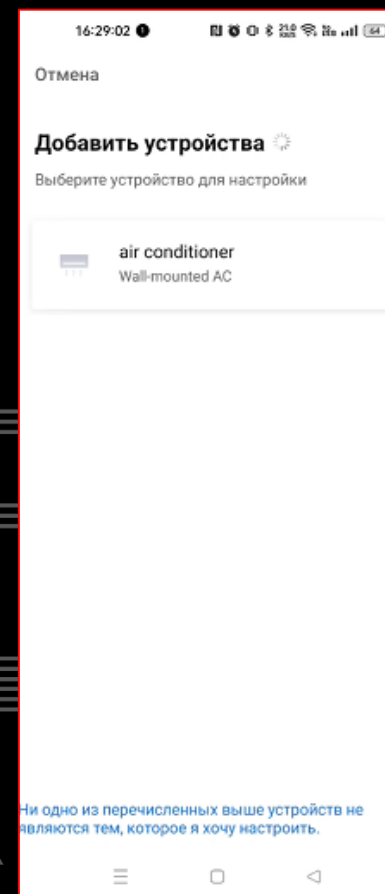 16:29:02
64
Отмена
Добавить устройства
Выберите устройство для настройки
air conditioner
Wall-mounted AC
Ни одно из перечисленных выше устройств не
являются тем, которое я хочу настроить.